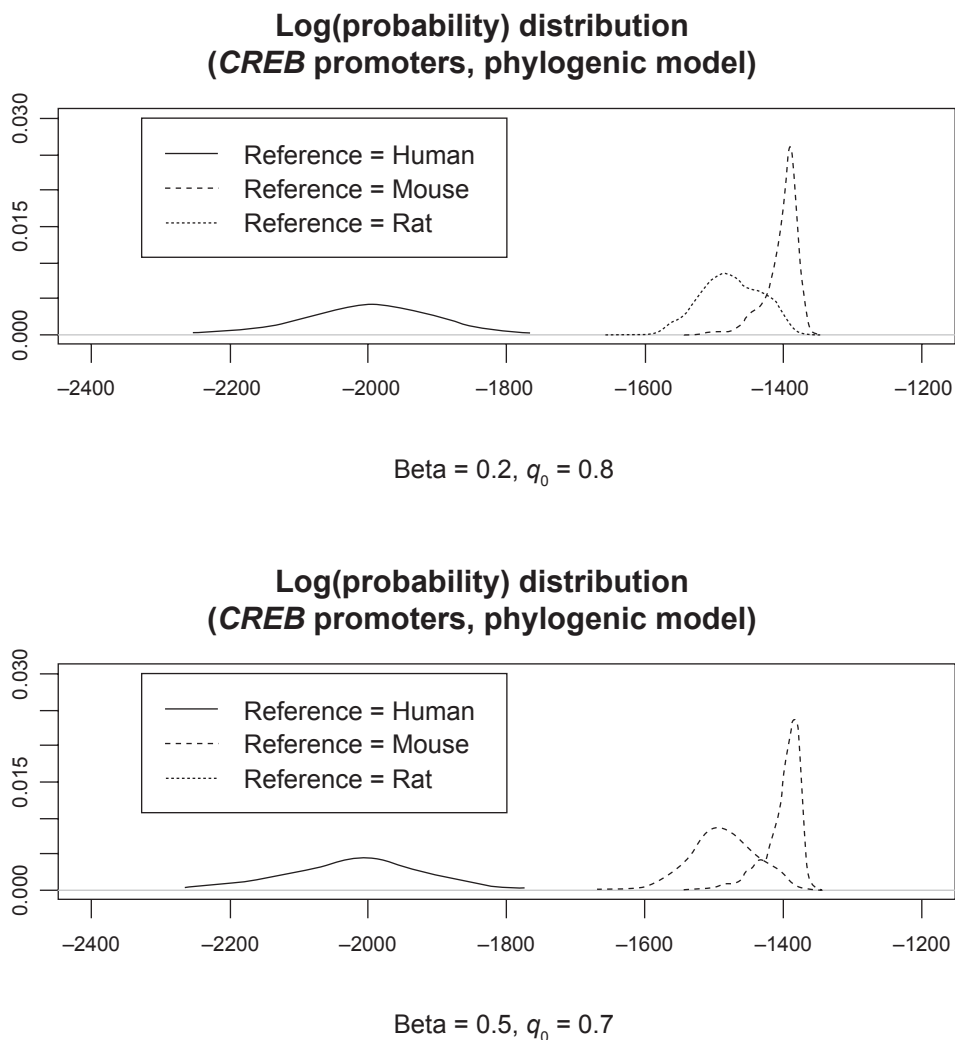 Log(probability) distribution
(CREB promoters, phylogenic model)
0.030
0.015
0.000
Reference = Human
Reference = Mouse
Reference = Rat
–2400 –2200 –2000 –1800 –1600 –1400 –1200
Beta = 0.2, q0 = 0.8
Log(probability) distribution
(CREB promoters, phylogenic model)
0.030
0.015
0.000
Reference = Human
Reference = Mouse
Reference = Rat
–2400 –2200 –2000 –1800 –1600 –1400 –1200
Beta = 0.5, q0 = 0.7